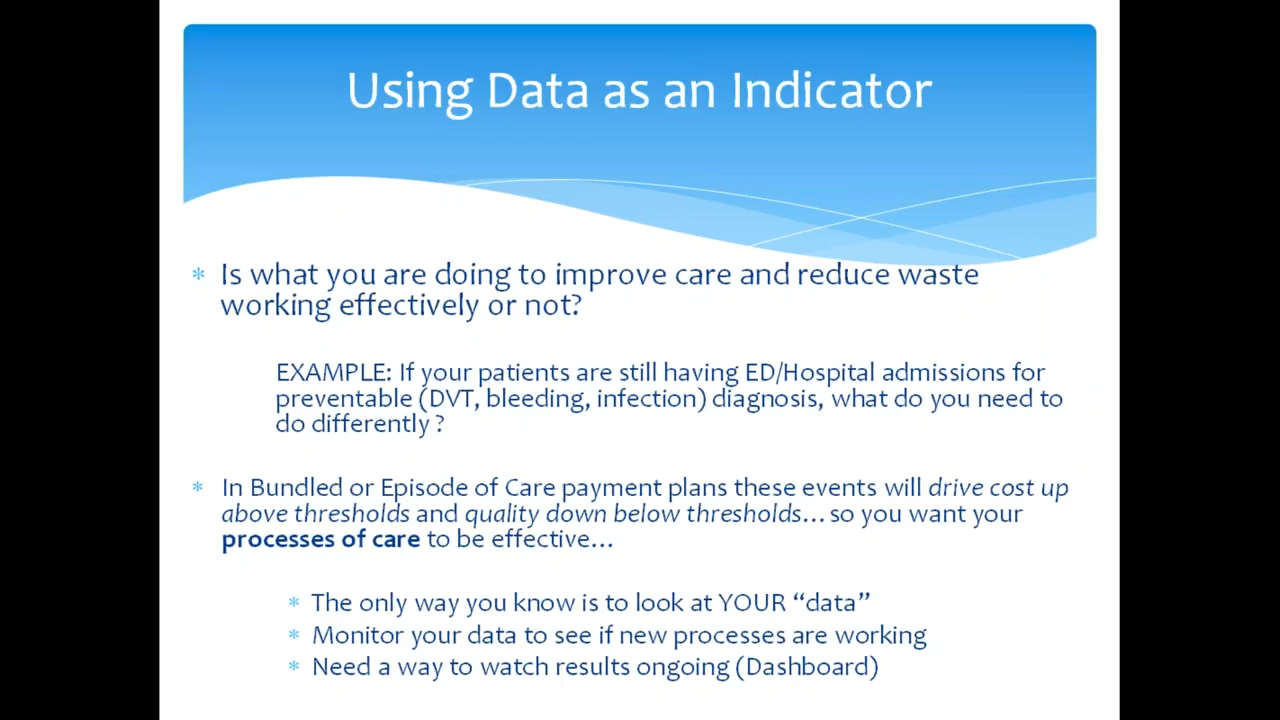 Using Data as an Indicator
* Is what you are doing to improve care and reduce waste
working effectively or not?
EXAMPLE: If your patients are still having ED/Hospital admissions for
preventable (DVT, bleeding, infection) diagnosis, what do you need to
do differently ?
* In Bundled or Episode of Care payment plans these events will drive cost up
above thresholds and quality down below thresholds… so you want your
processes of care to be effective…
* The only way you know is to look at YOUR “data”
* Monitor your data to see if new processes are working
* Need a way to watch results ongoing (Dashboard)